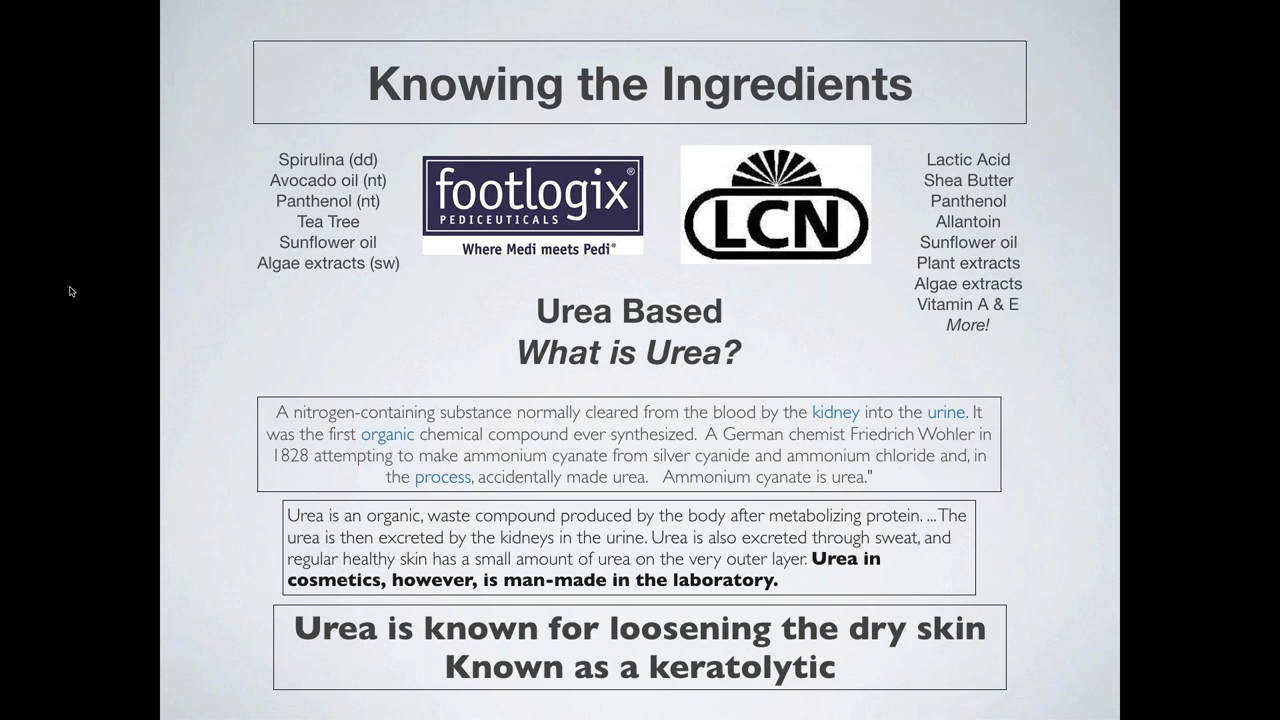 Knowing the Ingredients
Spirulina (dd)
Avocado oil (nt)
Panthenol (nt)
Tea Tree
Sunflower oil
Algae extracts (sw)
footlogix®
PEDICEUTICALS
Where Medi meets Pedi®
LCN
Lactic Acid
Shea Butter
Panthenol
Allantoin
Sunflower oil
Plant extracts
Algae extracts
Vitamin A & E
More!
Urea Based
What is Urea?
A nitrogen-containing substance normally cleared from the blood by the kidney into the urine. It
was the first organic chemical compound ever synthesized. A German chemist Friedrich Wohler in
1828 attempting to make ammonium cyanate from silver cyanide and ammonium chloride and, in
the process, accidentally made urea. Ammonium cyanate is urea."
Urea is an organic, waste compound produced by the body after metabolizing protein. ... The
urea is then excreted by the kidneys in the urine. Urea is also excreted through sweat, and
regular healthy skin has a small amount of urea on the very outer layer. Urea in
cosmetics, however, is man-made in the laboratory.
Urea is known for loosening the dry skin
Known as a keratolytic